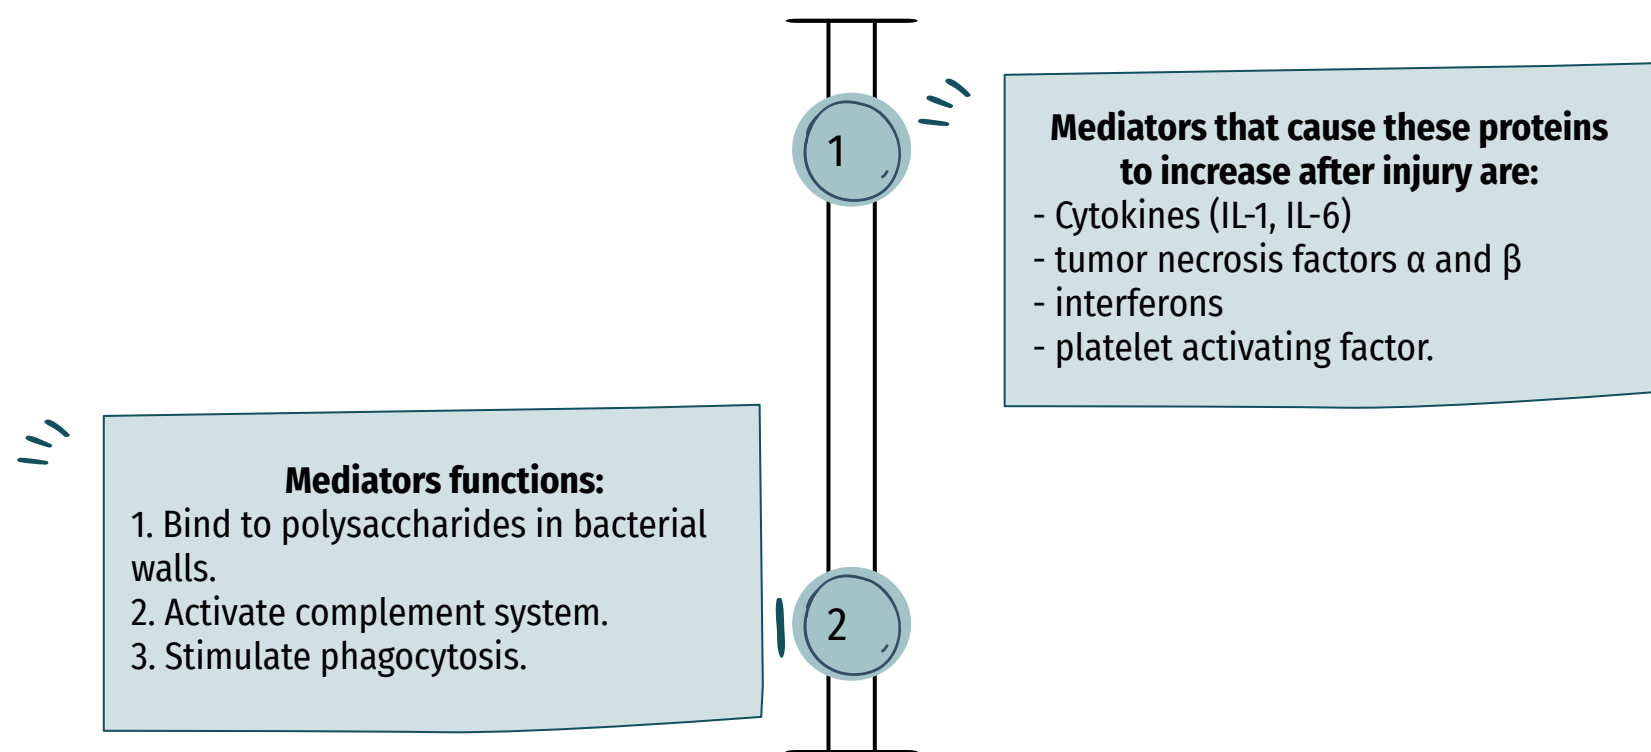 1
Mediators that cause these proteins
to increase after injury are:
- Cytokines (IL-1, IL-6)
- tumor necrosis factors α and β
- interferons
- platelet activating factor.
Mediators functions:
1. Bind to polysaccharides in bacterial
walls.
2. Activate complement system.
3. Stimulate phagocytosis.
2